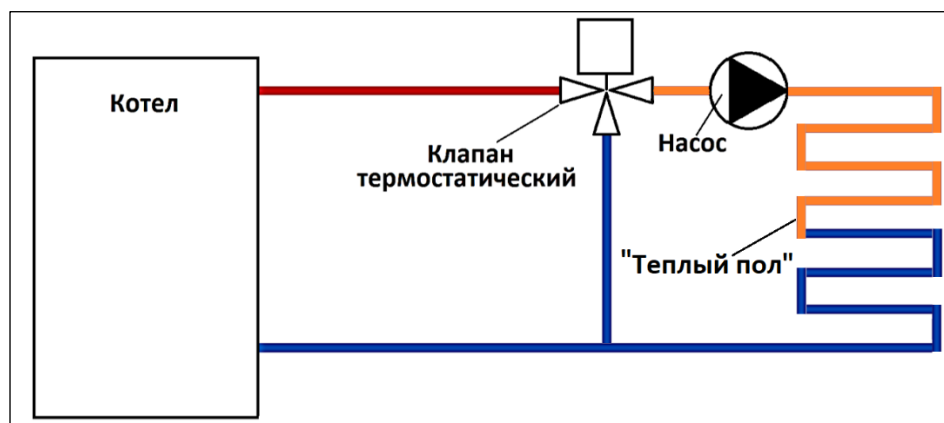 Котел
Клапан
термостатический
Насос
"Теплый пол"